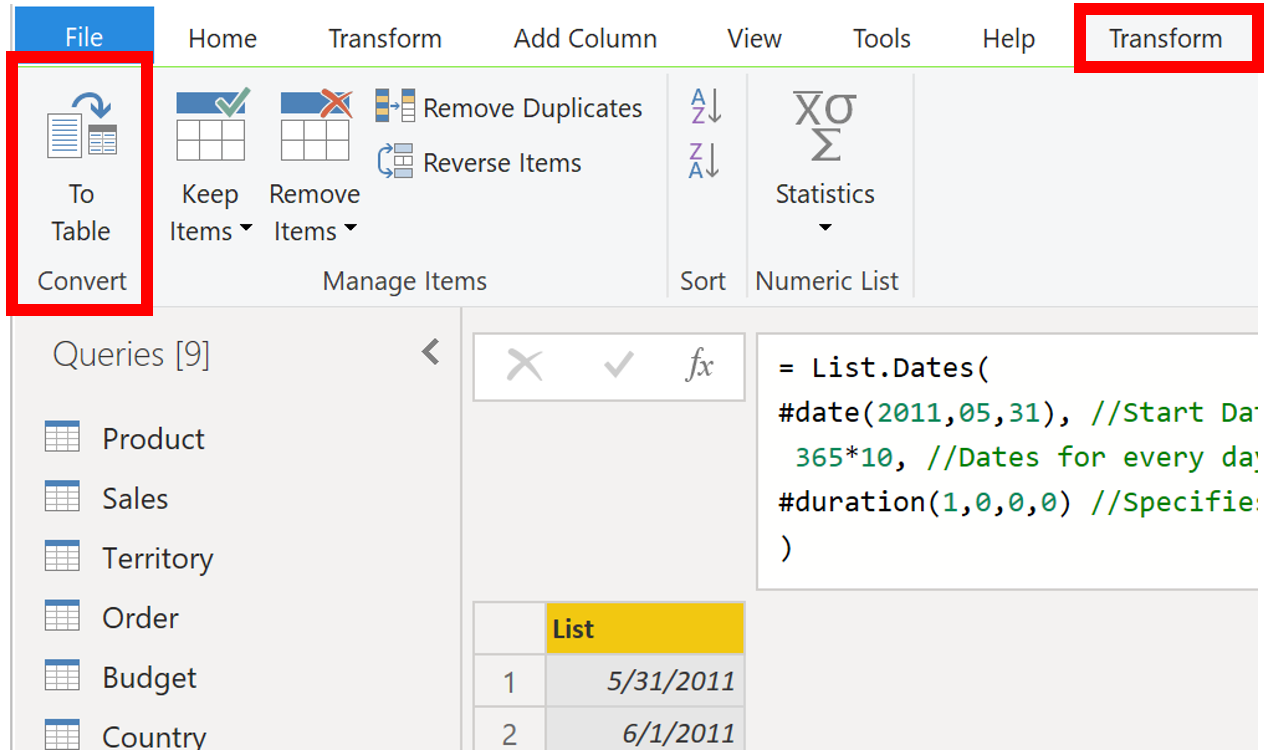 File Home Transform Add Column View Tools Help Transform
To
Table
Convert
Keep
Items
Remove
Items
Remove Duplicates
Reverse Items
Manage Items
A
Z
Z
A
Sort
X̅σ
Σ
Statistics
Numeric List
Queries [9]
Product
Sales
Territory
Order
Budget
Country
fx
= List.Dates(
#date(2011,05,31), //Start Da
365*10, //Dates for every day
#duration(1,0,0,0) //Specifies
)
List
1 5/31/2011
2 6/1/2011